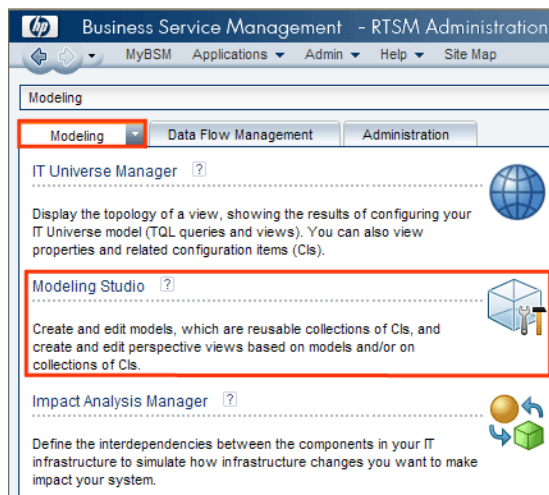 hp Business Service Management - RTSM Administration
MyBSM Applications Admin Help Site Map
Modeling
Modeling Data Flow Management Administration
IT Universe Manager ?
Display the topology of a view, showing the results of configuring your
IT Universe model (TQL queries and views). You can also view
properties and related configuration items (CIs).
Modeling Studio ?
Create and edit models, which are reusable collections of CIs, and
create and edit perspective views based on models and/or on
collections of CIs.
Impact Analysis Manager ?
Define the interdependencies between the components in your IT
infrastructure to simulate how infrastructure changes you want to make
impact your system.